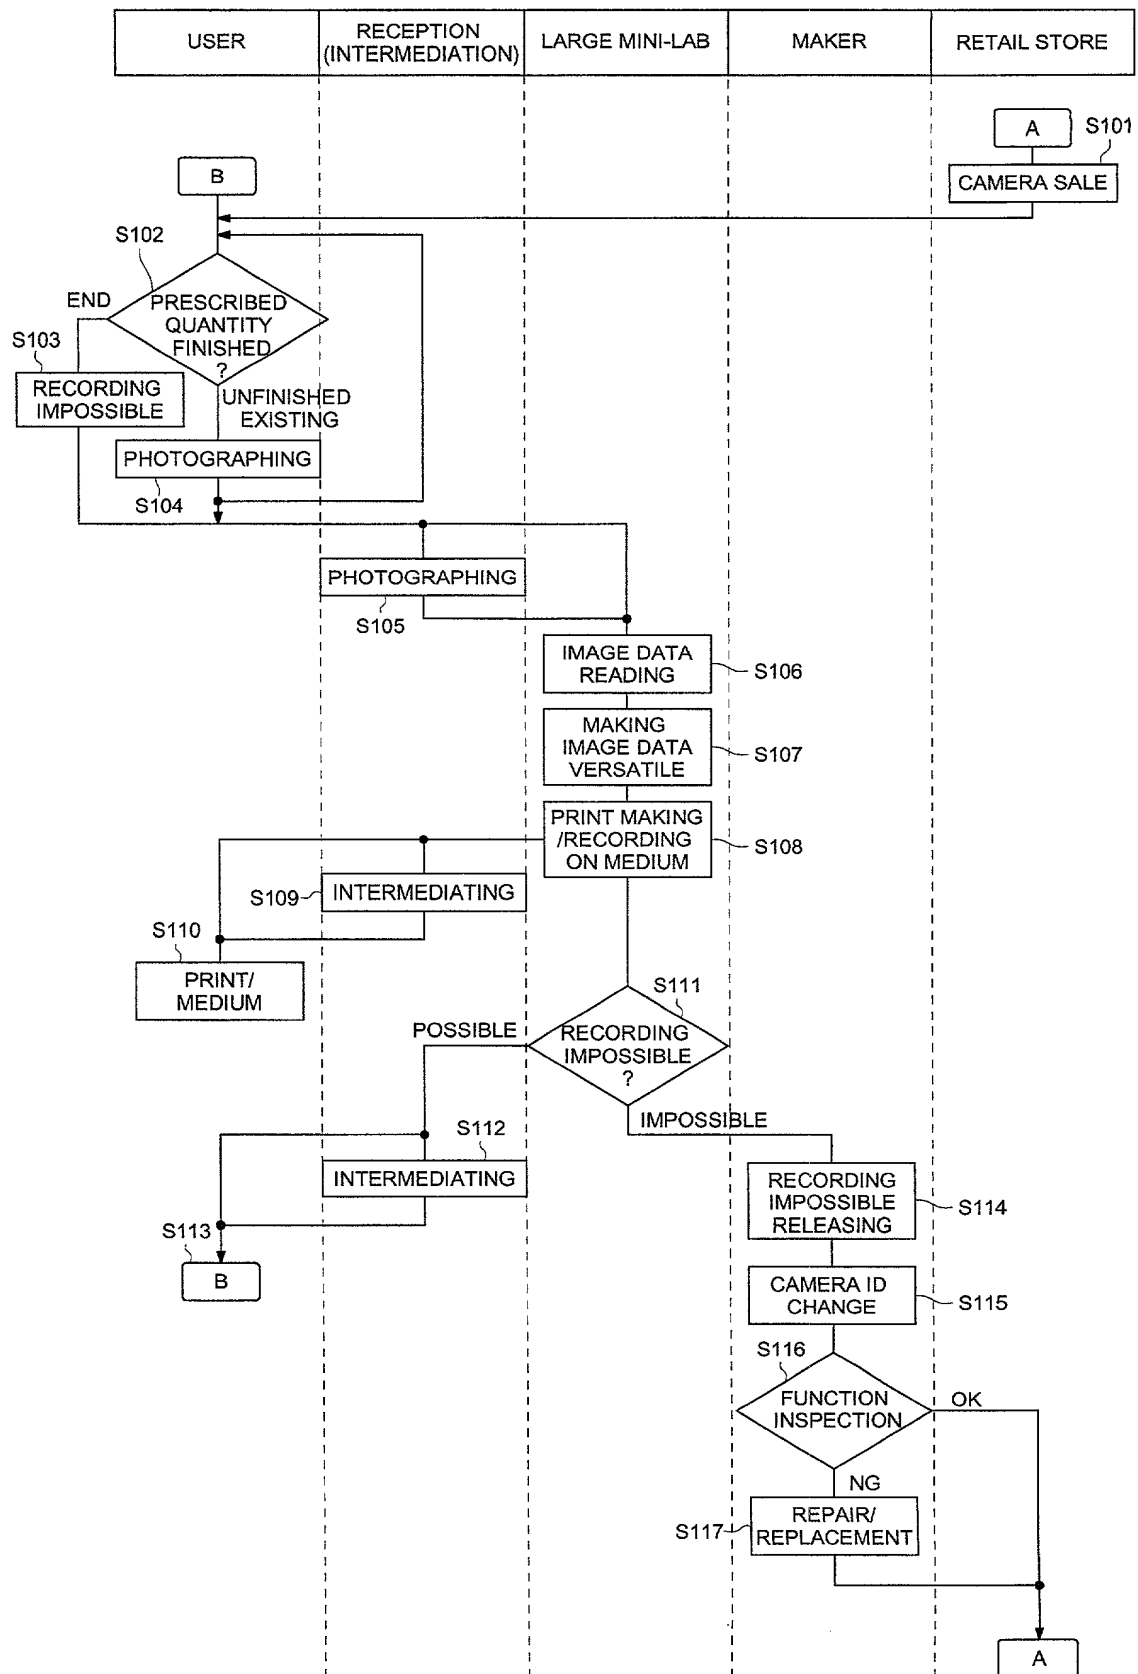 USER
RECEPTION
(INTERMEDIATION)
LARGE MINI-LAB
MAKER
RETAIL STORE
A
S101
CAMERA SALE
B
S102
PRESCRIBED
QUANTITY
FINISHED
?
END
S103
RECORDING
IMPOSSIBLE
UNFINISHED
EXISTING
PHOTOGRAPHING
S104
PHOTOGRAPHING
S105
IMAGE DATA
READING
S106
MAKING
IMAGE DATA
VERSATILE
S107
PRINT MAKING
/RECORDING
ON MEDIUM
S108
S109
INTERMEDIATING
S110
PRINT/
MEDIUM
S111
RECORDING
IMPOSSIBLE
?
POSSIBLE
IMPOSSIBLE
S112
INTERMEDIATING
S113
B
RECORDING
IMPOSSIBLE
RELEASING
S114
CAMERA ID
CHANGE
S115
S116
FUNCTION
INSPECTION
OK
NG
S117
REPAIR/
REPLACEMENT
A